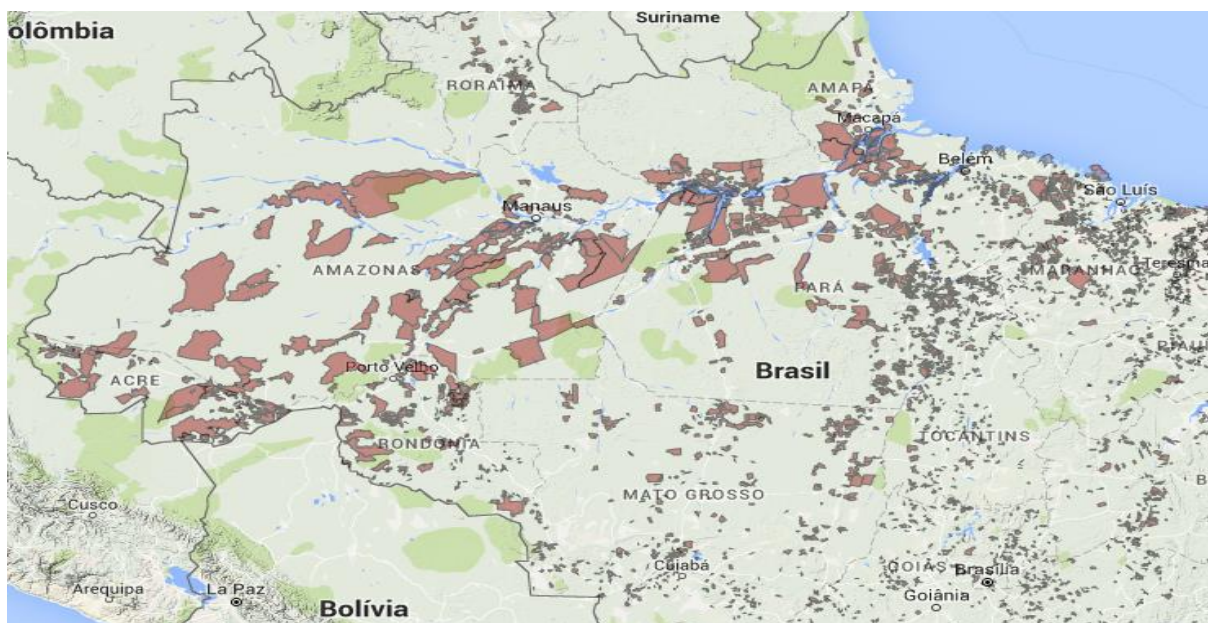 Suriname
olômbia
RORAIMA
AMAPÁ
Macapá
Belém
São Luís
Manaus
AMAZONAS
MARANHÃO
Teresina
PARÁ
Brasil
PIAUÍ
Porto Velho
ACRE
RONDÔNIA
TOCANTINS
MATO GROSSO
B
Cusco
Cuiabá
GOIÁS
Brasília
Arequipa
La Paz
Goiânia
Bolívia